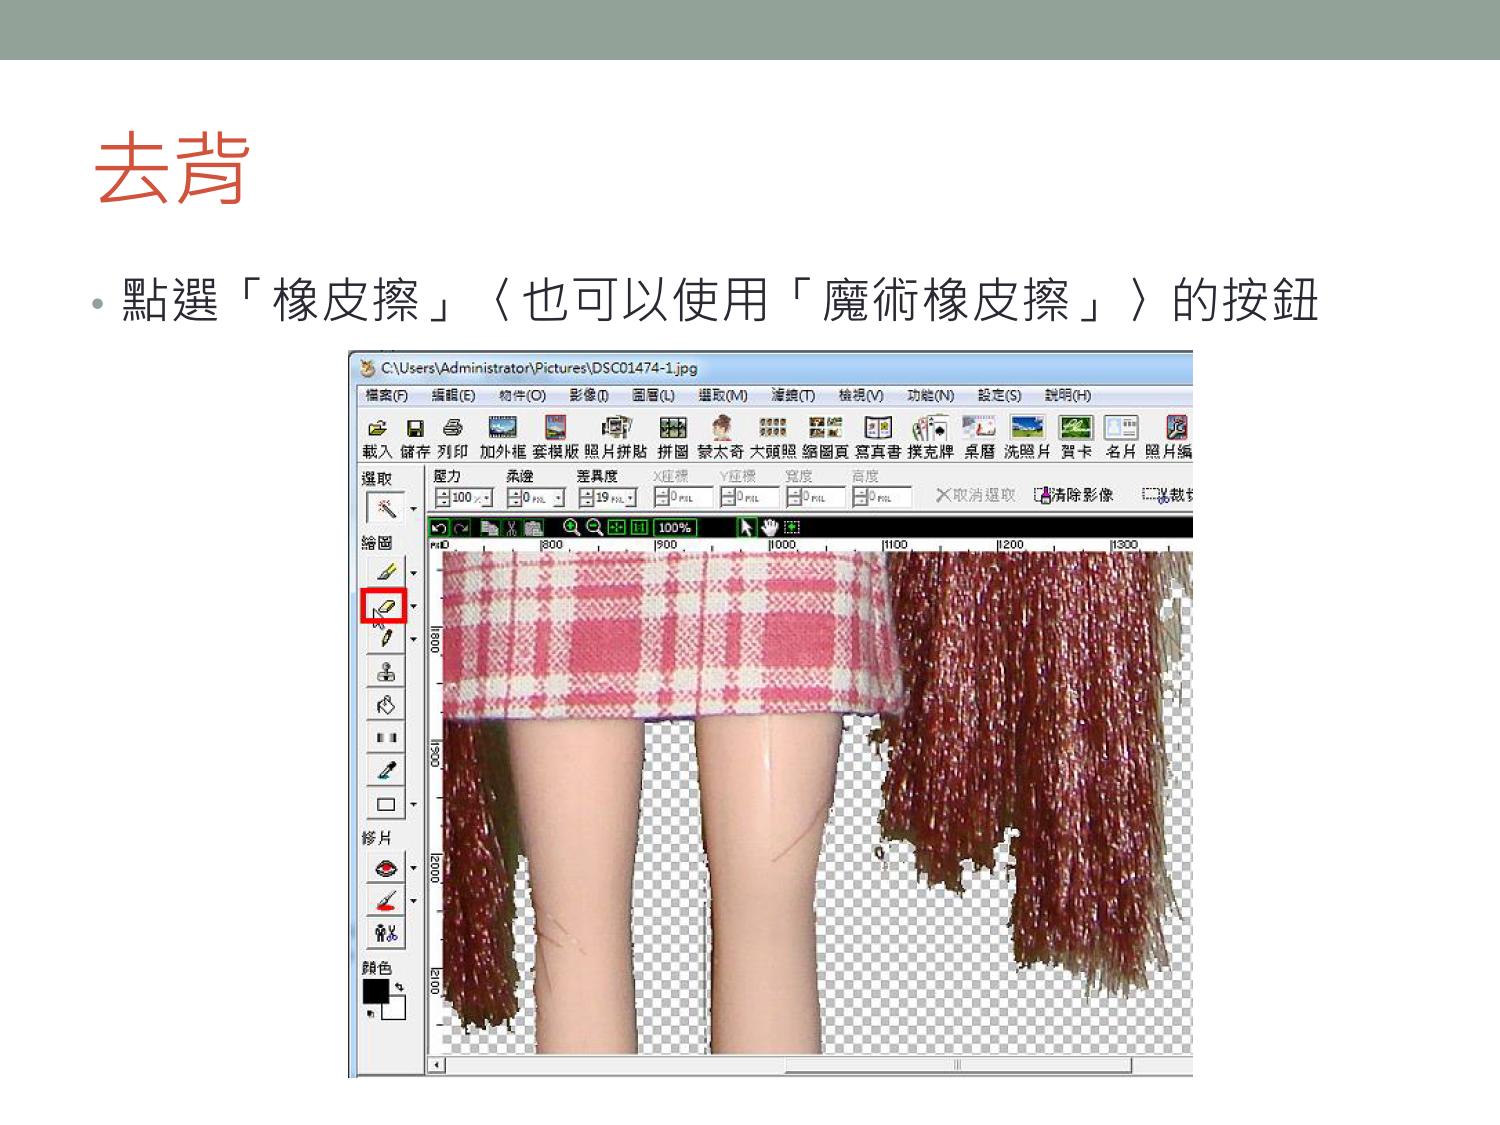 去背
• 點選「橡皮擦」〈也可以使用「魔術橡皮擦」〉的按鈕
C:\Users\Administrator\Pictures\DSC01474-1.jpg
檔案(F) 編輯(E) 物件(O) 影像(I) 圖層(L) 選取(M) 濾鏡(T) 檢視(V) 功能(N) 設定(S) 說明(H)
載入 儲存 列印 加外框 套模版 照片拼貼 拼圖 蒙太奇 大頭照 縮圖頁 寫真書 撲克牌 桌曆 洗照片 賀卡 名片 照片編
選取 壓力 柔邊 差異度 X座標 Y座標 寬度 高度
100 % 0 PXL 19 PXL 0 PXL 0 PXL 0 PXL 0 PXL 取消選取 清除影像 裁切
100%
繪圖
800 900 1000 1100 1200 1300
1800
1900
修片
2000
顏色
2100